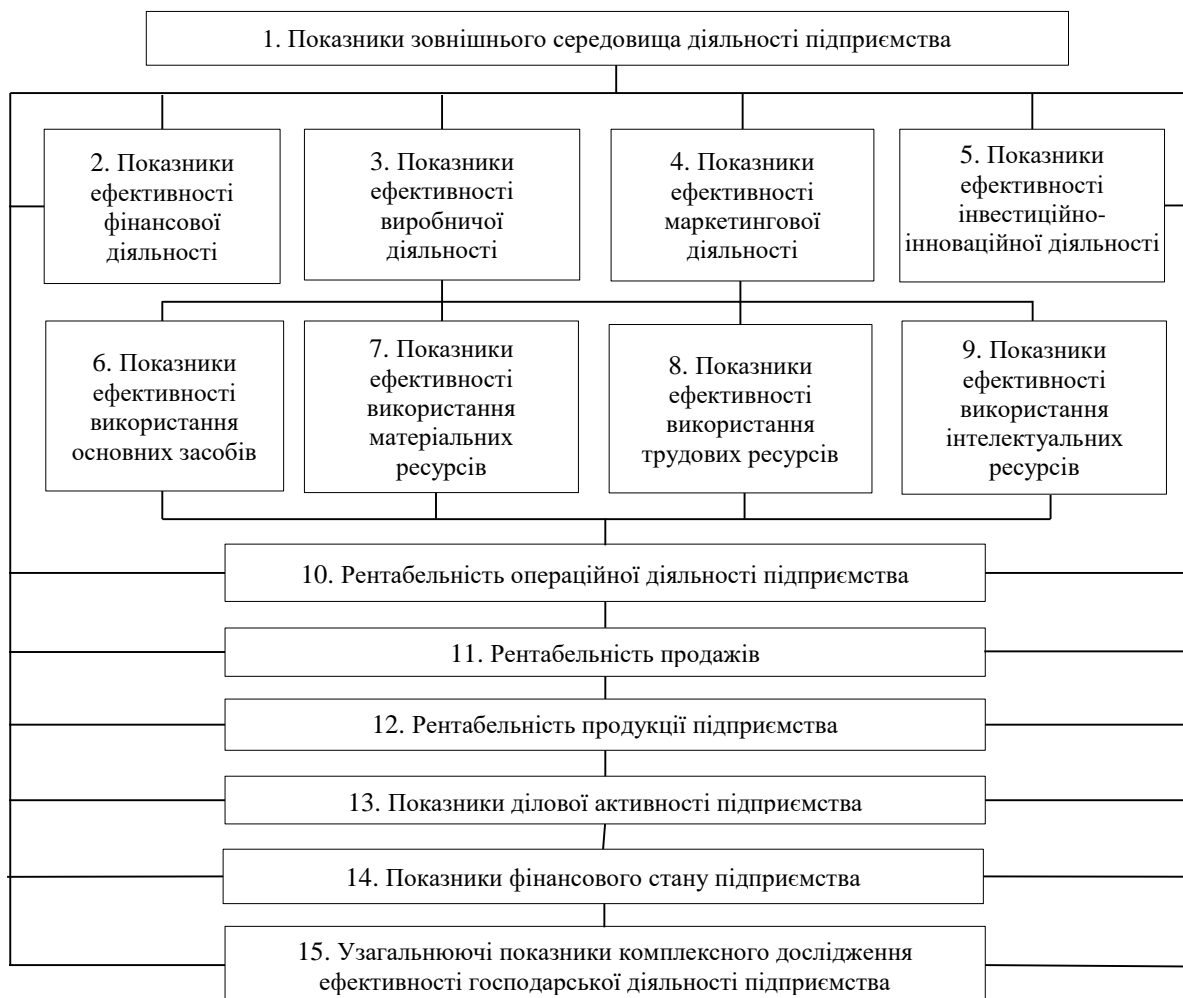 1. Показники зовнішнього середовища діяльності підприємства
2. Показники
ефективності
фінансової
діяльності
3. Показники
ефективності
виробничої
діяльності
4. Показники
ефективності
маркетингової
діяльності
5. Показники
ефективності
інвестиційно-
інноваційної діяльності
6. Показники
ефективності
використання
основних засобів
7. Показники
ефективності
використання
матеріальних
ресурсів
8. Показники
ефективності
використання
трудових ресурсів
9. Показники
ефективності
використання
інтелектуальних
ресурсів
10. Рентабельність операційної діяльності підприємства
11. Рентабельність продажів
12. Рентабельність продукції підприємства
13. Показники ділової активності підприємства
14. Показники фінансового стану підприємства
15. Узагальнюючі показники комплексного дослідження
ефективності господарської діяльності підприємства